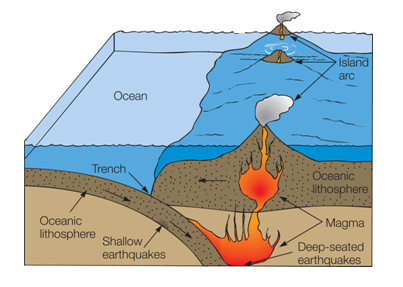 Island
arc
Ocean
Trench
Oceanic
lithosphere
Oceanic
lithosphere
Magma
Shallow
earthquakes
Deep-seated
earthquakes